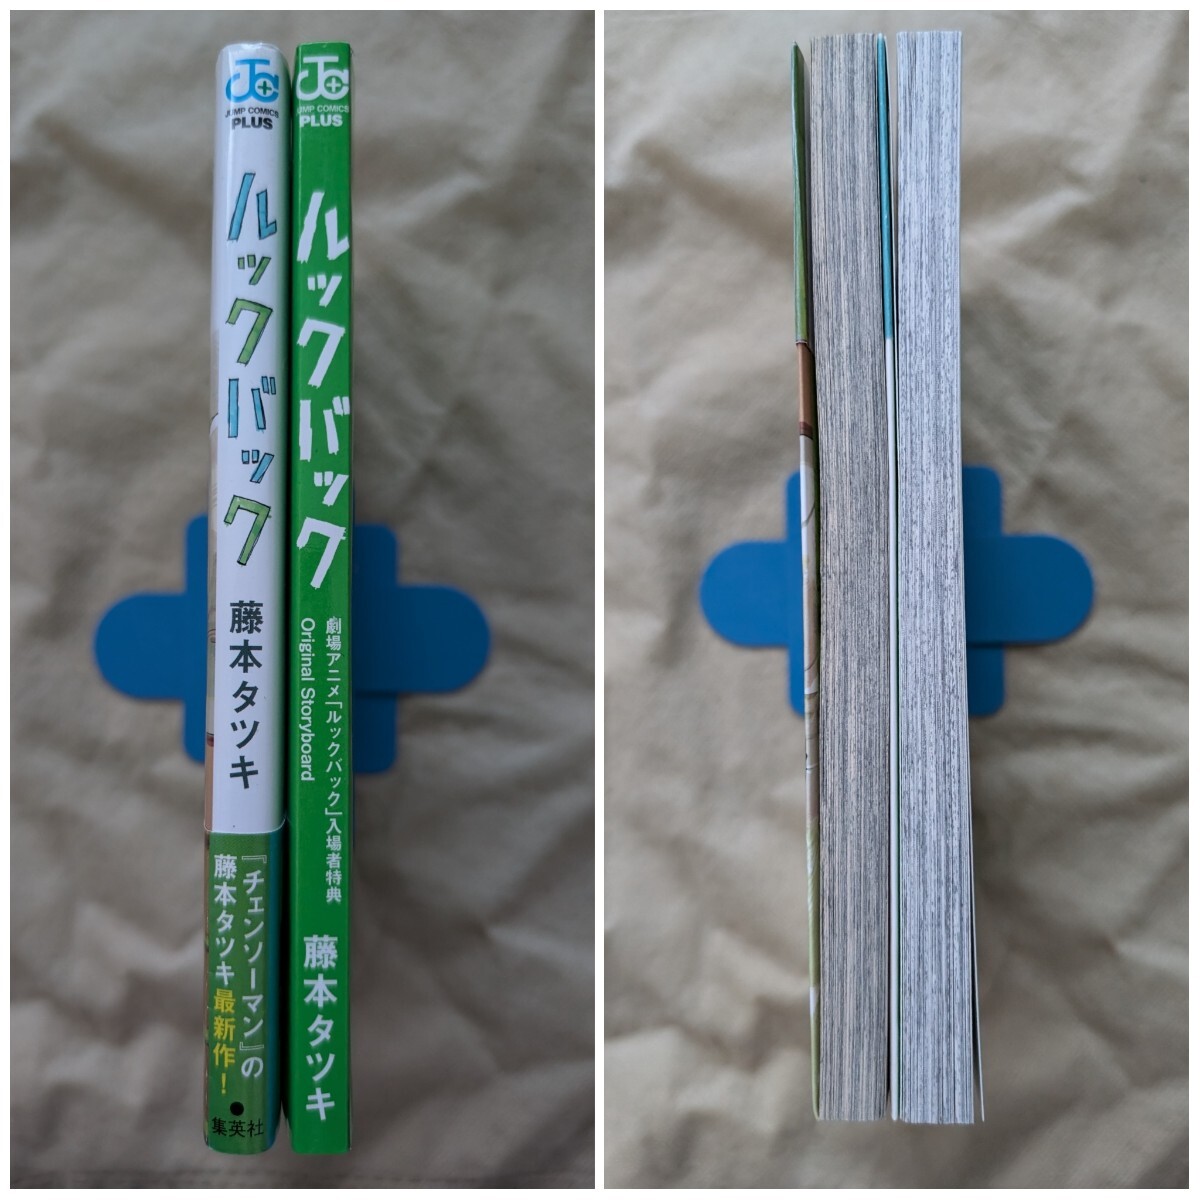 JC+
JUMP COMICS
PLUS
ルックバック
藤本タツキ
『チェンソーマン』の
藤本タツキ最新作!
集英社
JC+
JUMP COMICS
PLUS
ルックバック
劇場アニメ「ルックバック」入場者特典
Original Storyboard
藤本タツキ